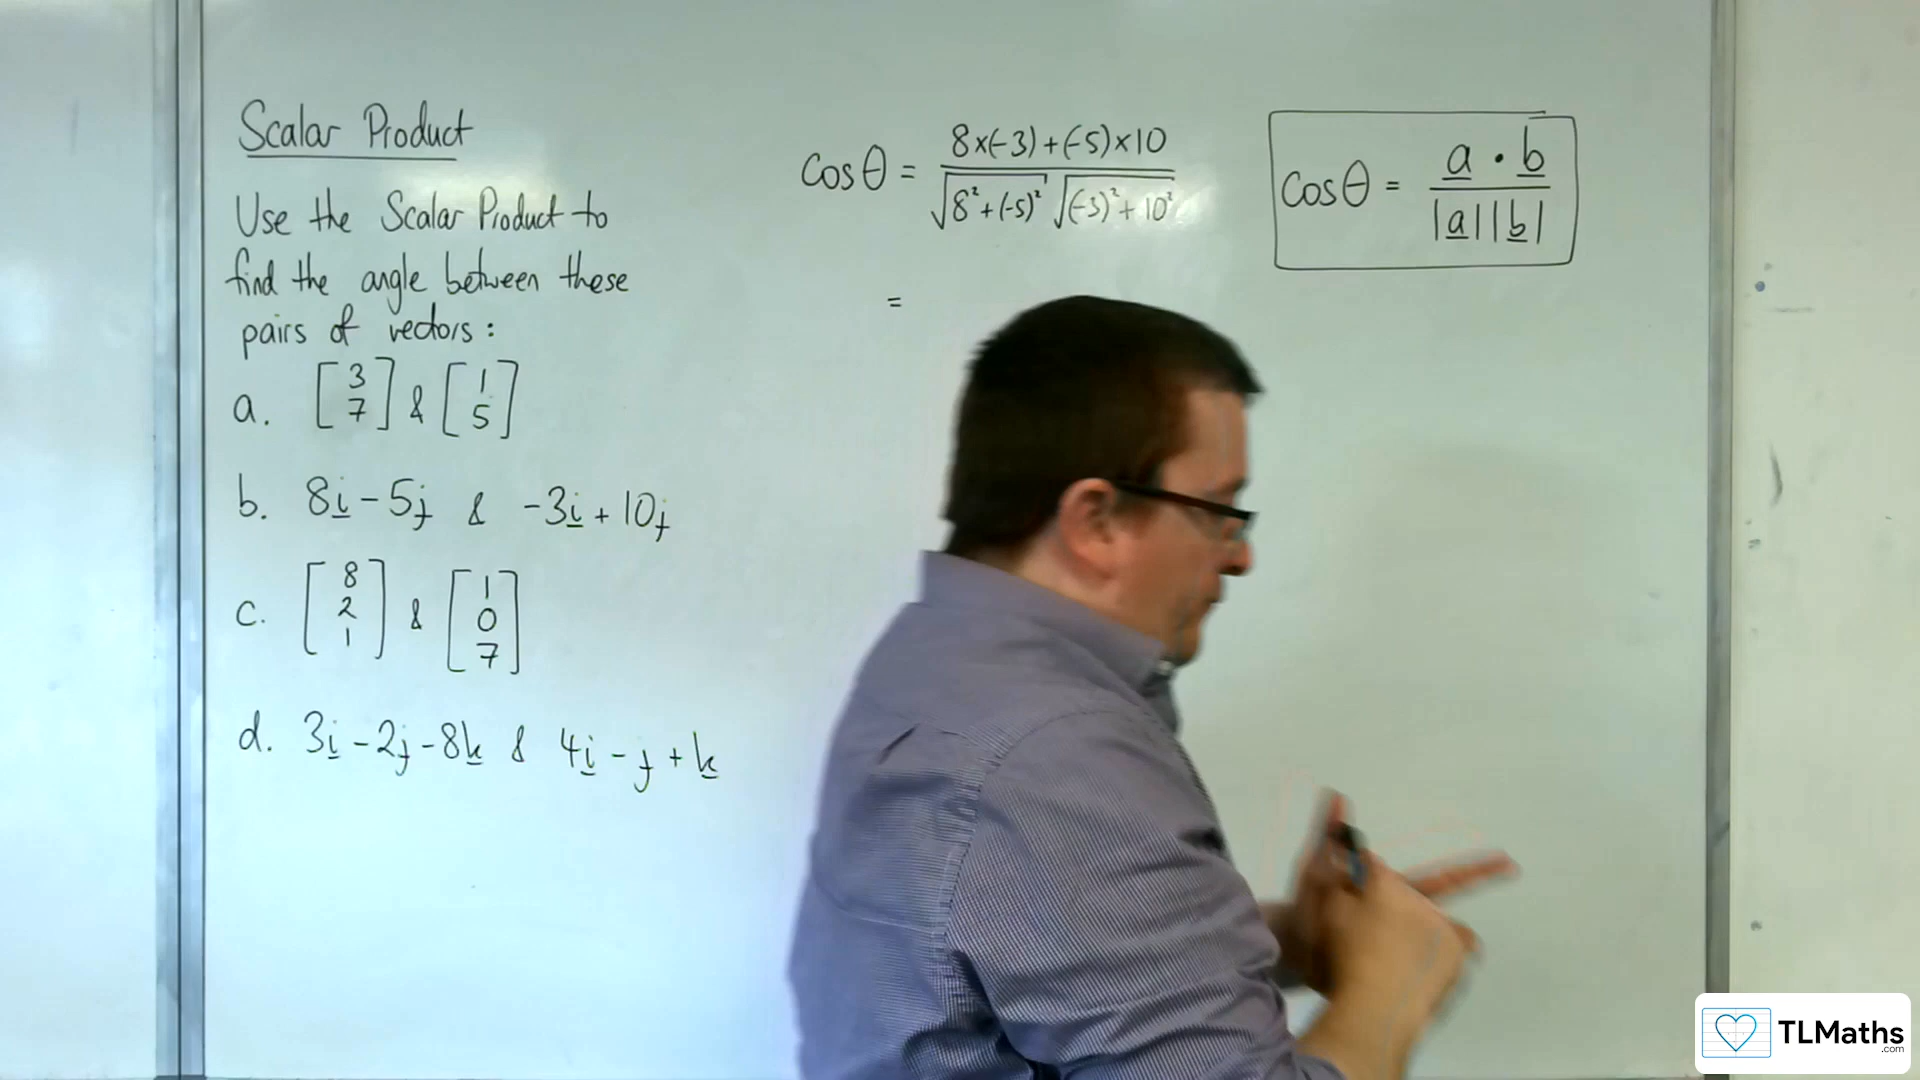 Scalar Product
Use the Scalar Product to
find the angle between these
pairs of vectors:
a. [3 7] & [1 5]
b. 8i - 5j & -3i + 10j
c. [8 2 1] & [1 0 7]
d. 3i - 2j - 8k & 4i - j + k
cosθ = (8×(-3)+(-5)×10) / (√(8²+(-5)²) √((-3)²+10²))
=
cosθ = a · b / |a||b|
TLMaths
.com